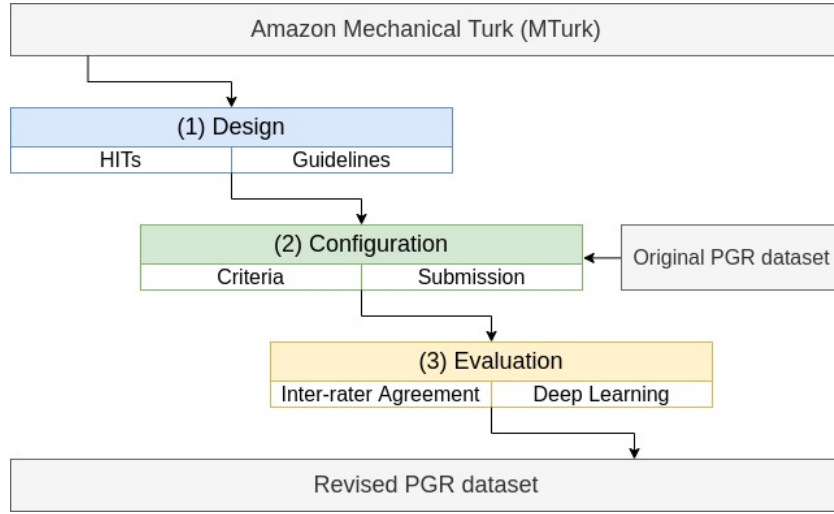 Amazon Mechanical Turk (MTurk)
(1) Design
HITs
Guidelines
(2) Configuration
Criteria
Submission
Original PGR dataset
(3) Evaluation
Inter-rater Agreement
Deep Learning
Revised PGR dataset